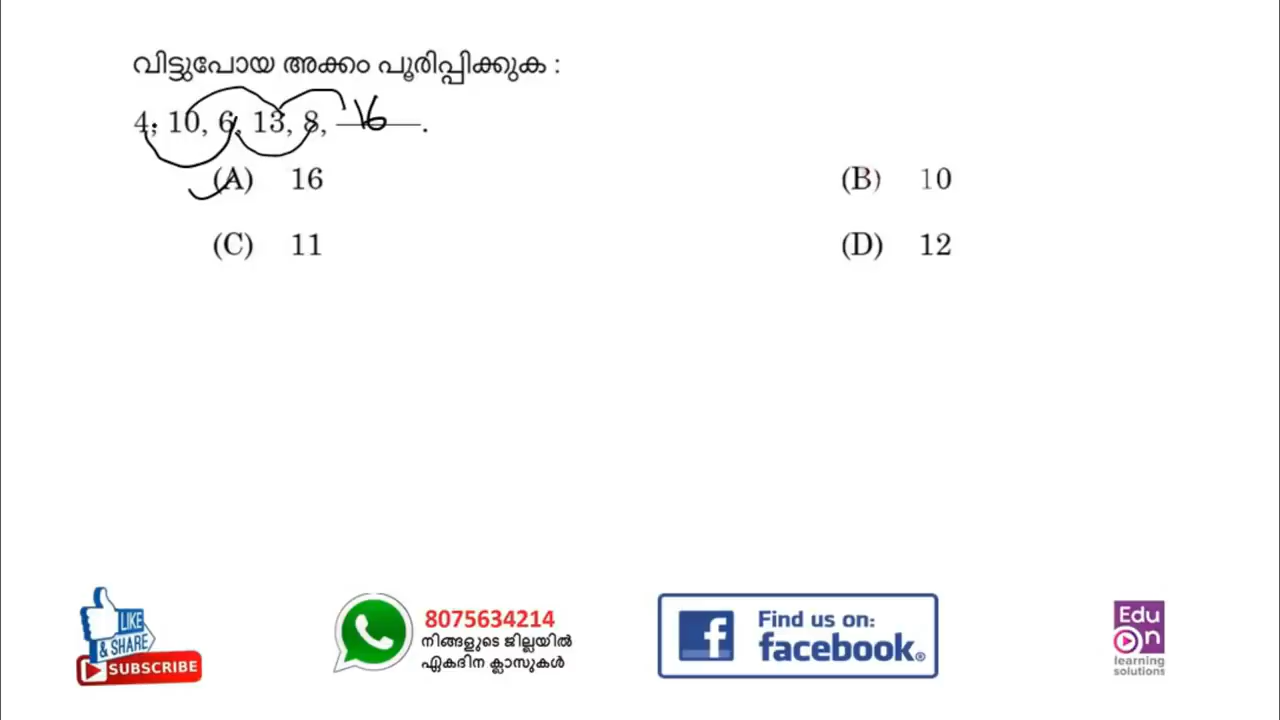 വിട്ടുപോയ അക്കം പൂരിപ്പിക്കുക :
4, 10, 6, 13, 8, 16.
(A) 16 (B) 10
(C) 11 (D) 12
LIKE & SHARE
SUBSCRIBE
8075634214
നിങ്ങളുടെ ജില്ലയിൽ
ഏകദിന ക്ലാസുകൾ
Find us on:
facebook®
Edu
On
learning
solutions